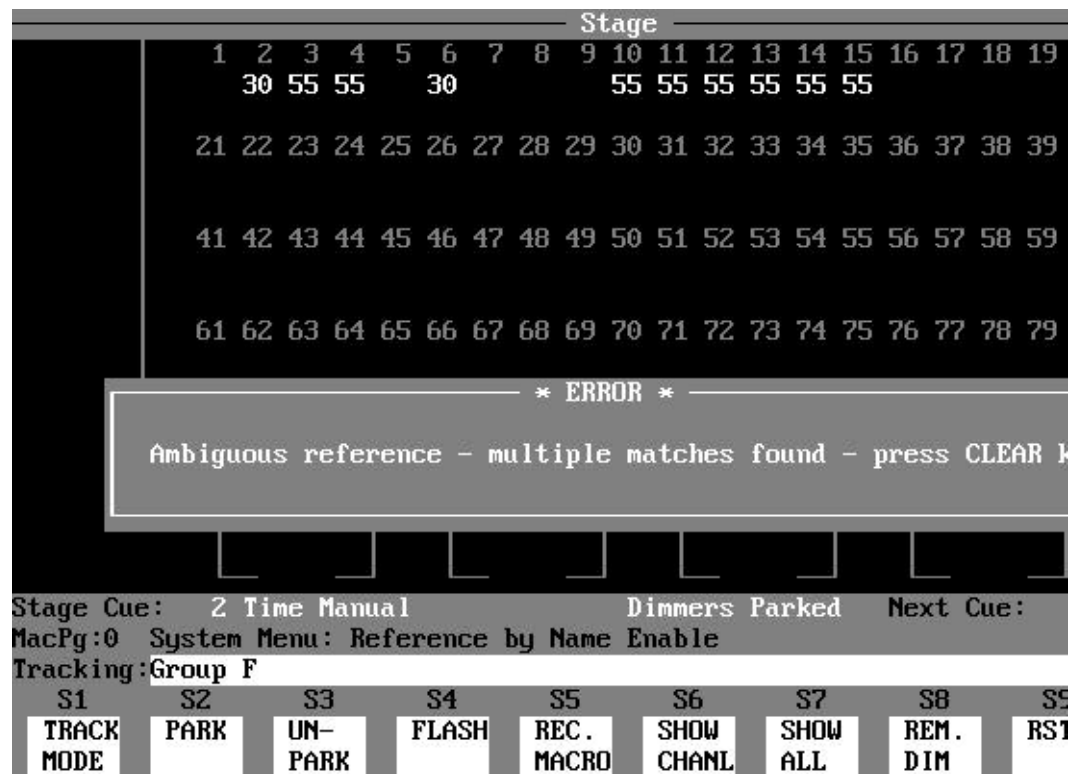 Stage
1 2 3 4 5 6 7 8 9 10 11 12 13 14 15 16 17 18 19
30 55 55 30 55 55 55 55 55 55
21 22 23 24 25 26 27 28 29 30 31 32 33 34 35 36 37 38 39
41 42 43 44 45 46 47 48 49 50 51 52 53 54 55 56 57 58 59
61 62 63 64 65 66 67 68 69 70 71 72 73 74 75 76 77 78 79
* ERROR *
Ambiguous reference - multiple matches found - press CLEAR
Stage Cue: 2 Time Manual Dimmers Parked Next Cue:
MacPg:0 System Menu: Reference by Name Enable
Tracking:Group F
S1 S2 S3 S4 S5 S6 S7 S8 S9
TRACK PARK UN- FLASH REC. SHOW SHOW REM. RST
MODE PARK MACRO CHANL ALL DIM